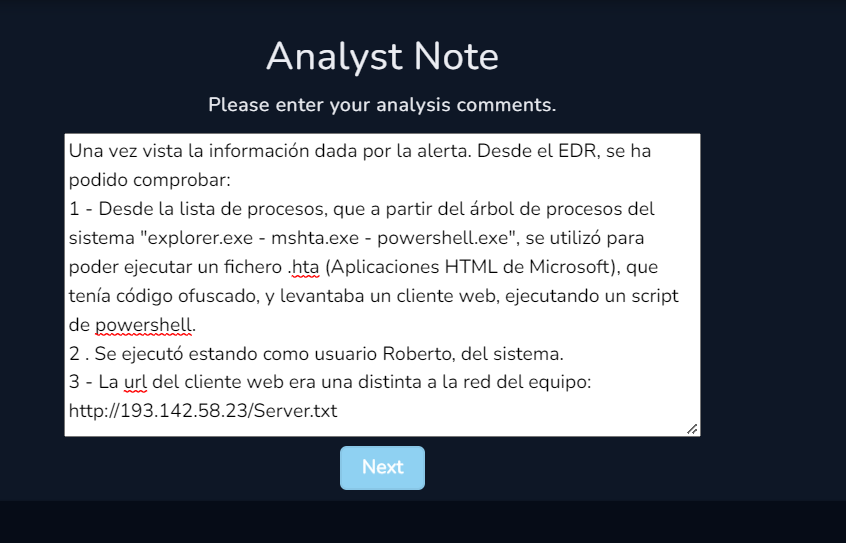 Analyst Note
Please enter your analysis comments.
Una vez vista la información dada por la alerta. Desde el EDR, se ha
podido comprobar:
1 - Desde la lista de procesos, que a partir del árbol de procesos del
sistema "explorer.exe - mshta.exe - powershell.exe", se utilizó para
poder ejecutar un fichero .hta (Aplicaciones HTML de Microsoft), que
tenía código ofuscado, y levantaba un cliente web, ejecutando un script
de powershell.
2 . Se ejecutó estando como usuario Roberto, del sistema.
3 - La url del cliente web era una distinta a la red del equipo:
http://193.142.58.23/Server.txt
Next